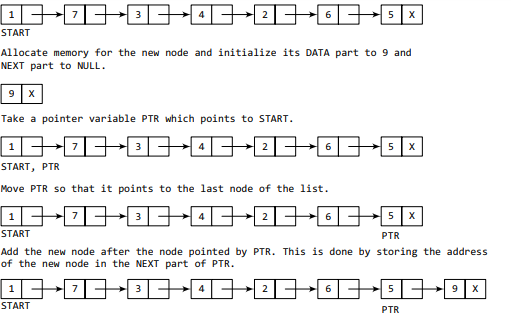 1 7 3 4 2 6 5 X
START
Allocate memory for the new node and initialize its DATA part to 9 and
NEXT part to NULL.
9 X
Take a pointer variable PTR which points to START.
1 7 3 4 2 6 5 X
START, PTR
Move PTR so that it points to the last node of the list.
1 7 3 4 2 6 5 X
START PTR
Add the new node after the node pointed by PTR. This is done by storing the address
of the new node in the NEXT part of PTR.
1 7 3 4 2 6 5 9 X
START PTR